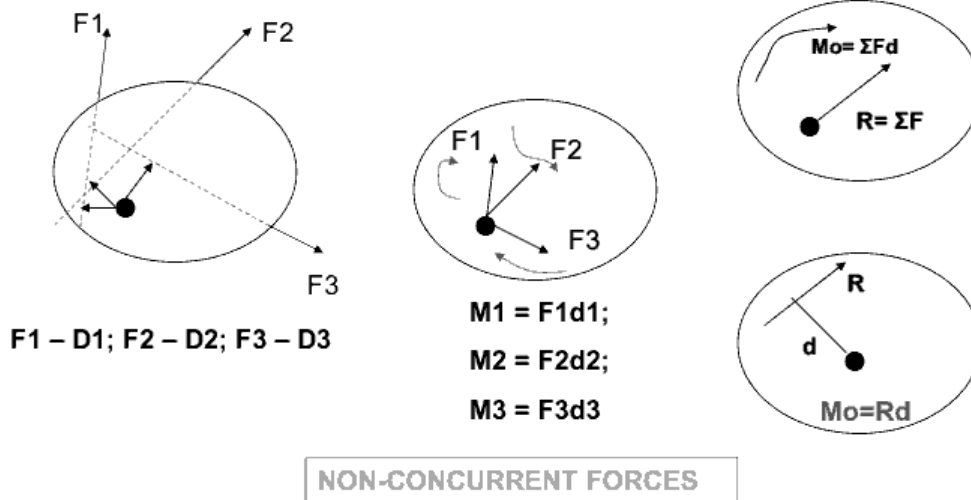 F1
F2
F3
F1 – D1; F2 – D2; F3 – D3
F1
F2
F3
M1 = F1d1;
M2 = F2d2;
M3 = F3d3
Mo= ΣFd
R= ΣF
R
d
Mo=Rd
NON-CONCURRENT FORCES